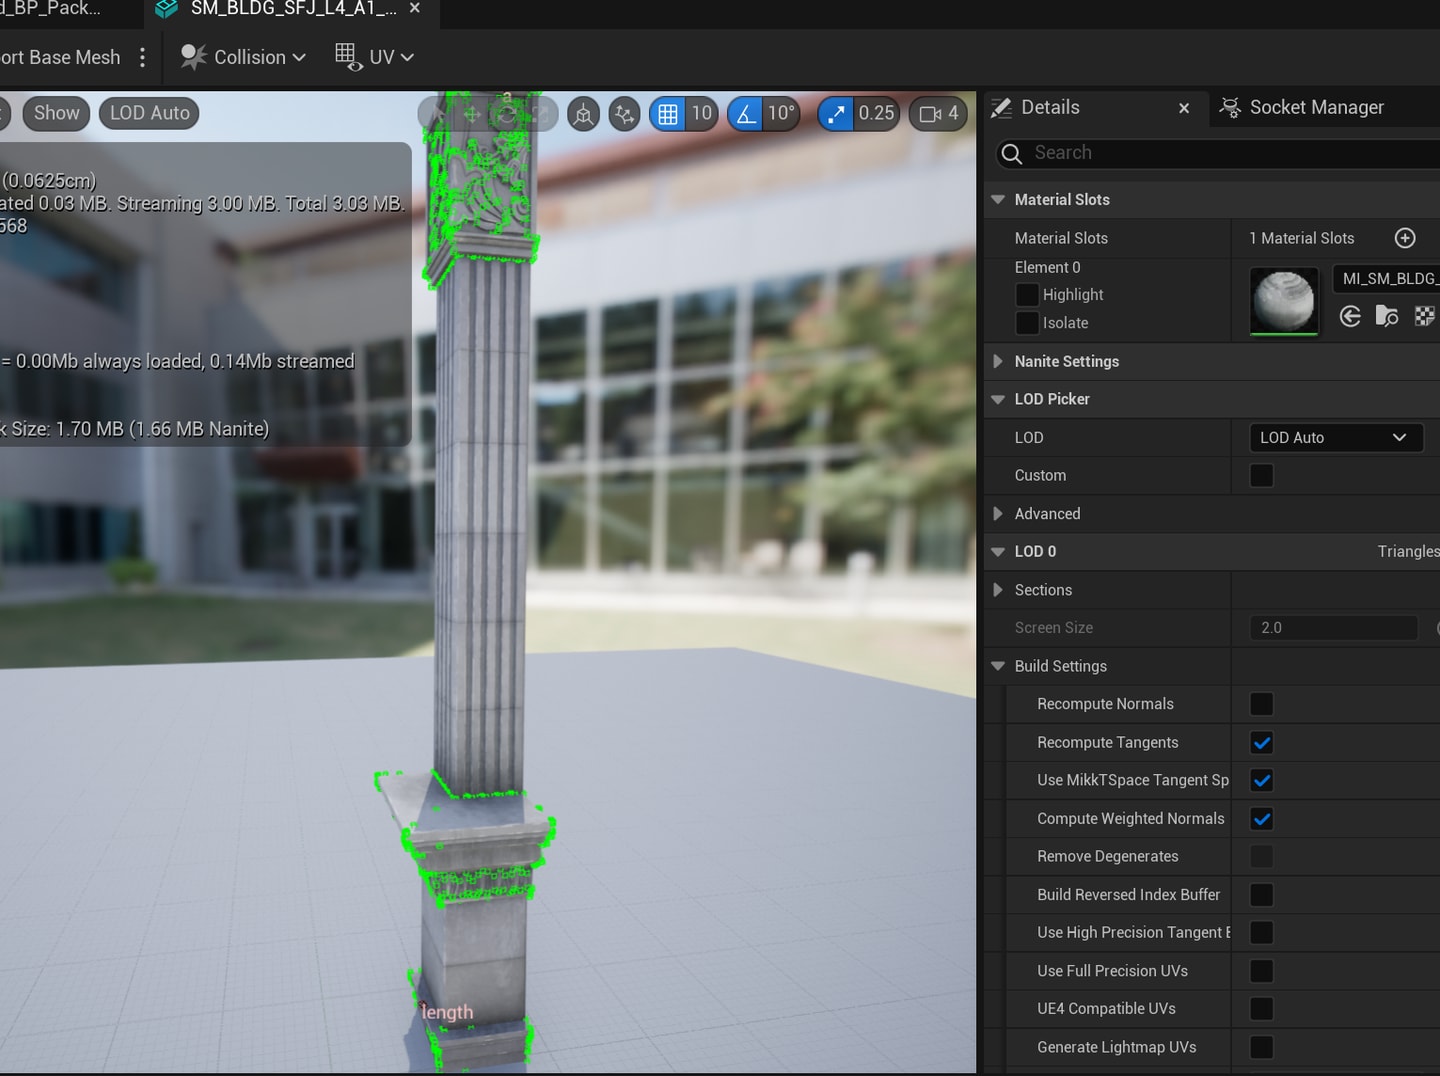 d_BP_Pack...
SM_BLDG_SFJ_L4_A1_...
ort Base Mesh
Collision
UV
Show
LOD Auto
10
10°
0.25
4
(0.0625cm)
ated 0.03 MB. Streaming 3.00 MB. Total 3.03 MB.
568
= 0.00Mb always loaded, 0.14Mb streamed
k Size: 1.70 MB (1.66 MB Nanite)
length
Details
Socket Manager
Search
Material Slots
Material Slots
1 Material Slots
Element 0
Highlight
Isolate
MI_SM_BLDG_
Nanite Settings
LOD Picker
LOD
LOD Auto
Custom
Advanced
LOD 0
Triangles
Sections
Screen Size
2.0
Build Settings
Recompute Normals
Recompute Tangents
Use MikkTSpace Tangent Sp
Compute Weighted Normals
Remove Degenerates
Build Reversed Index Buffer
Use High Precision Tangent B
Use Full Precision UVs
UE4 Compatible UVs
Generate Lightmap UVs